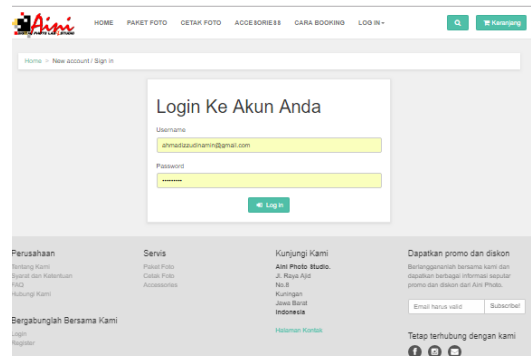 Aini
HOME PAKET FOTO CETAK FOTO ACCESORIESS CARA BOOKING LOG IN
Keranjang
Home > New account / Sign in
Login Ke Akun Anda
Username
ahmadizzudinamin@gmail.com
Password
Log in
Perusahaan
Tentang Kami
Syarat dan Ketentuan
FAQ
Hubungi Kami
Bergabunglah Bersama Kami
Login
Register
Servis
Paket Foto
Cetak Foto
Accessories
Kunjungi Kami
Aini Photo Studio.
Jl. Raya Ajid
No.8
Kuningan
Jawa Barat
Indonesia
Halaman Kontak
Dapatkan promo dan diskon
Berlangganlah bersama kami dan
dapatkan berbagai informasi seputar
promo dan diskon dari Aini Photo.
Email harus valid Subscribe!
Tetap terhubung dengan kami